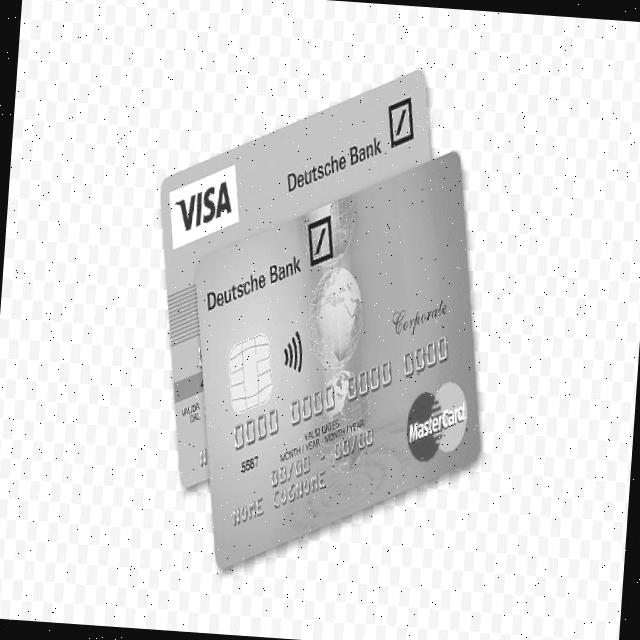 Deutsche Bank
VISA
Deutsche Bank
Corporate
0000 0000 0000 0000
5587
VALID DATES
MONTH / YEAR - MONTH / YEAR
00/00 00/00
NOME COGNOME
MasterCard